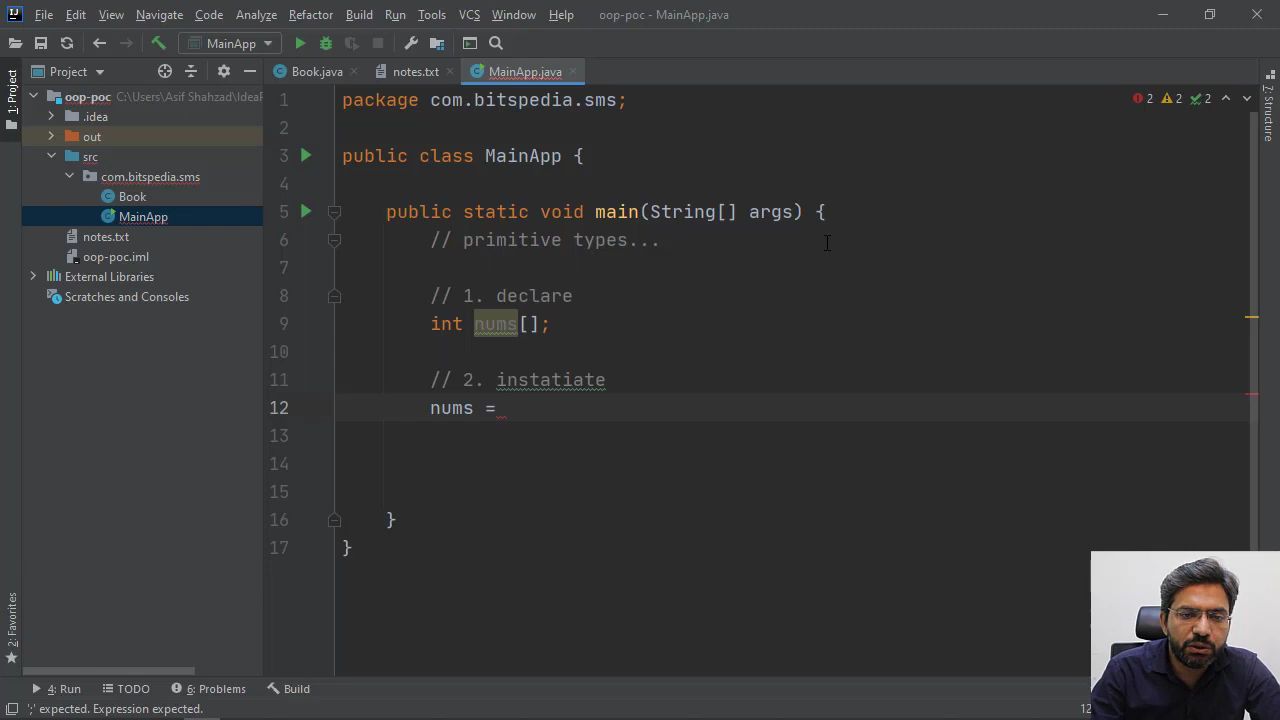 File Edit View Navigate Code Analyze Refactor Build Run Tools VCS Window Help oop-poc - MainApp.java
MainApp
1: Project
Project
Book.java notes.txt MainApp.java
oop-poc C:\Users\Asif Shahzad\IdeaP
.idea
out
src
com.bitspedia.sms
Book
MainApp
notes.txt
oop-poc.iml
External Libraries
Scratches and Consoles
2 2 2
7: Structure
1 package com.bitspedia.sms;
2
3 public class MainApp {
4
5 public static void main(String[] args) {
6 // primitive types...
7
8 // 1. declare
9 int nums[];
10
11 // 2. instatiate
12 nums =
13
14
15
16 }
17 }
2: Favorites
4: Run TODO 6: Problems Build
';' expected. Expression expected.
12